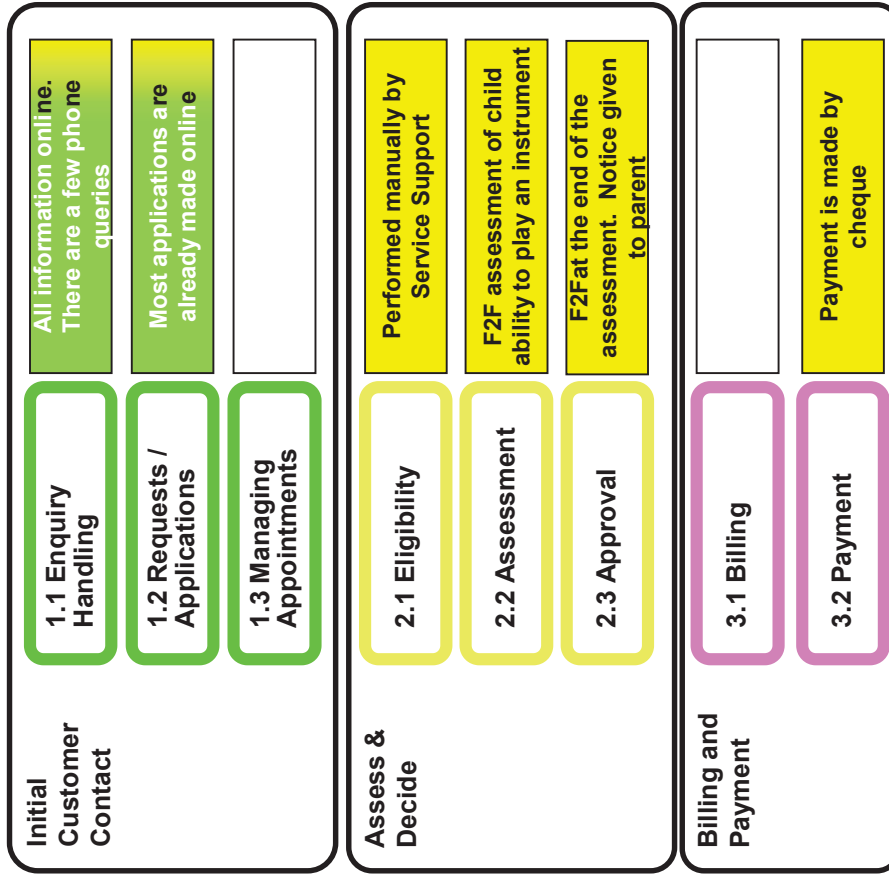 Initial
Customer
Contact
1.1 Enquiry
Handling
All information online.
There are a few phone
queries
1.2 Requests /
Applications
Most applications are
already made online
1.3 Managing
Appointments
Assess &
Decide
2.1 Eligibility
Performed manually by
Service Support
2.2 Assessment
F2F assessment of child
ability to play an instrument
2.3 Approval
F2Fat the end of the
assessment. Notice given
to parent
Billing and
Payment
3.1 Billing
3.2 Payment
Payment is made by
cheque